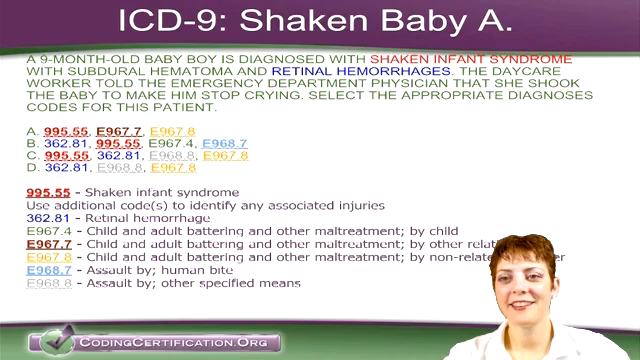 ICD-9: Shaken Baby A.
A 9-MONTH-OLD BABY BOY IS DIAGNOSED WITH SHAKEN INFANT SYNDROME
WITH SUBDURAL HEMATOMA AND RETINAL HEMORRHAGES. THE DAYCARE
WORKER TOLD THE EMERGENCY DEPARTMENT PHYSICIAN THAT SHE SHOOK
THE BABY TO MAKE HIM STOP CRYING. SELECT THE APPROPRIATE DIAGNOSES
CODES FOR THIS PATIENT.
A. 995.55, E967.7, E967.8
B. 362.81, 995.55, E967.4, E968.7
C. 995.55, 362.81, E968.8, E967.8
D. 362.81, E968.8, E967.8
995.55 - Shaken infant syndrome
Use additional code(s) to identify any associated injuries
362.81 - Retinal hemorrhage
E967.4 - Child and adult battering and other maltreatment; by child
E967.7 - Child and adult battering and other maltreatment; by other
E967.8 - Child and adult battering and other maltreatment; by
E968.7 - Assault by; human bite
E968.8 - Assault by; other specified means
CODINGCERTIFICATION.ORG